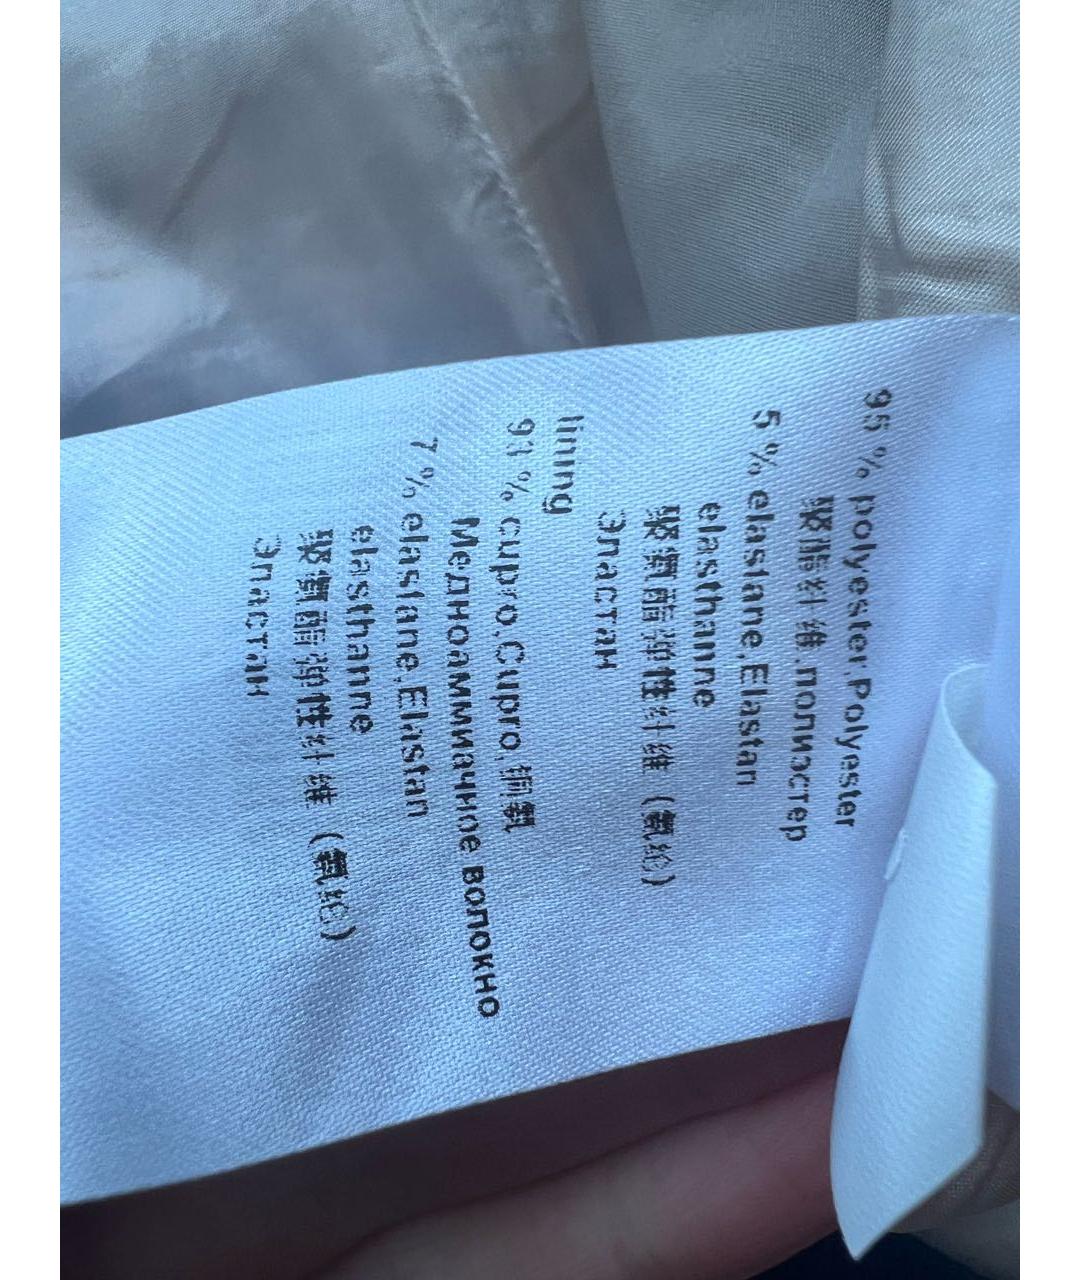 95 % polyester,Polyester
聚酯纤维,полиэстер
5 % elastane,Elastan
elasthanne
聚氨酯弹性纤维 (氨纶)
Эластан
lining
93 % cupro,Cupro,铜氨
Медноаммиачное волокно
7 % elastane,Elastan
elasthanne
聚氨酯弹性纤维 (氨纶)
Эластан